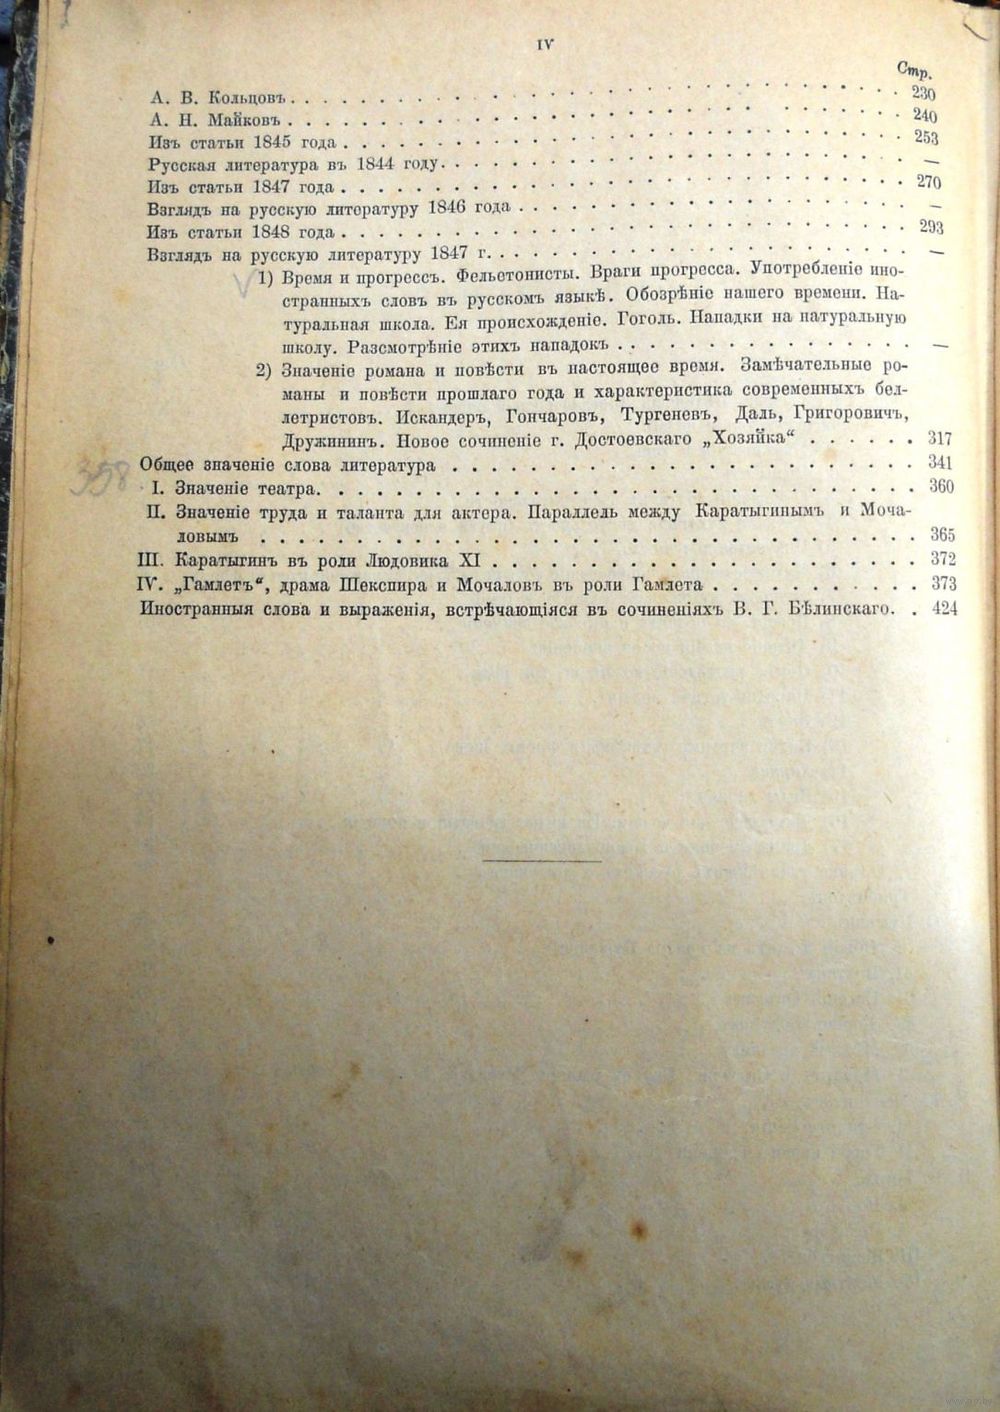 IV
Стр.
А. В. Кольцовъ . . . . . . . . . . . . . . . . . . . . . . . . . . . 230
А. Н. Майковъ . . . . . . . . . . . . . . . . . . . . . . . . . . . 240
Изъ статьи 1845 года . . . . . . . . . . . . . . . . . . . . . . . . 253
Русская литература въ 1844 году. . . . . . . . . . . . . . . . . . . . —
Изъ статьи 1847 года . . . . . . . . . . . . . . . . . . . . . . . . 270
Взглядъ на русскую литературу 1846 года . . . . . . . . . . . . . . . . —
Изъ статьи 1848 года . . . . . . . . . . . . . . . . . . . . . . . . 293
Взглядъ на русскую литературу 1847 г. . . . . . . . . . . . . . . . . . —
1) Время и прогрессъ. Фельетонисты. Враги прогресса. Употребленіе ино-
странныхъ словъ въ русскомъ языкѣ. Обозрѣніе нашего времени. На-
туральная школа. Ея происхожденіе. Гоголь. Нападки на натуральную
школу. Разсмотрѣніе этихъ нападокъ . . . . . . . . . . . . . . —
2) Значеніе романа и повѣсти въ настоящее время. Замѣчательные ро-
маны и повѣсти прошлаго года и характеристика современныхъ бел-
летристовъ. Искандеръ, Гончаровъ, Тургеневъ, Даль, Григоровичъ,
Дружининъ. Новое сочиненіе г. Достоевскаго „Хозяйка“ . . . . . . 317
Общее значеніе слова литература . . . . . . . . . . . . . . . . . . . . 341
358
I. Значеніе театра. . . . . . . . . . . . . . . . . . . . . . . . . . . 360
II. Значеніе труда и таланта для актера. Параллель между Каратыгинымъ и Моча-
ловымъ . . . . . . . . . . . . . . . . . . . . . . . . . . . . . 365
III. Каратыгинъ въ роли Людовика XI . . . . . . . . . . . . . . . . . . . 372
IV. „Гамлетъ“, драма Шекспира и Мочаловъ въ роли Гамлета . . . . . . . . . . . 373
Иностранныя слова и выраженія, встрѣчающіяся въ сочиненіяхъ В. Г. Бѣлинскаго. . 424